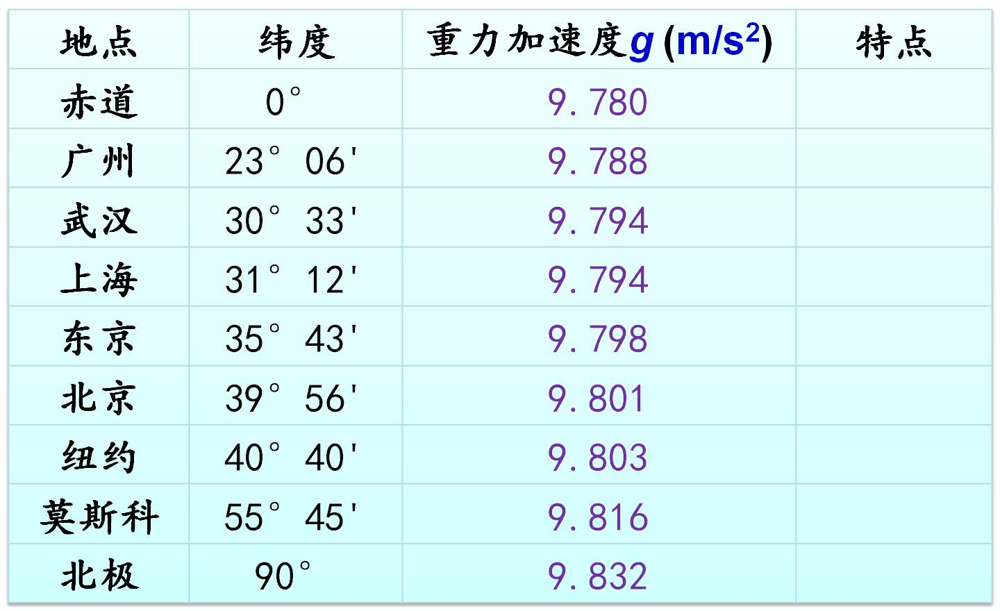 地点 纬度 重力加速度g (m/s²) 特点
赤道 0° 9.780
广州 23° 06' 9.788
武汉 30° 33' 9.794
上海 31° 12' 9.794
东京 35° 43' 9.798
北京 39° 56' 9.801
纽约 40° 40' 9.803
莫斯科 55° 45' 9.816
北极 90° 9.832